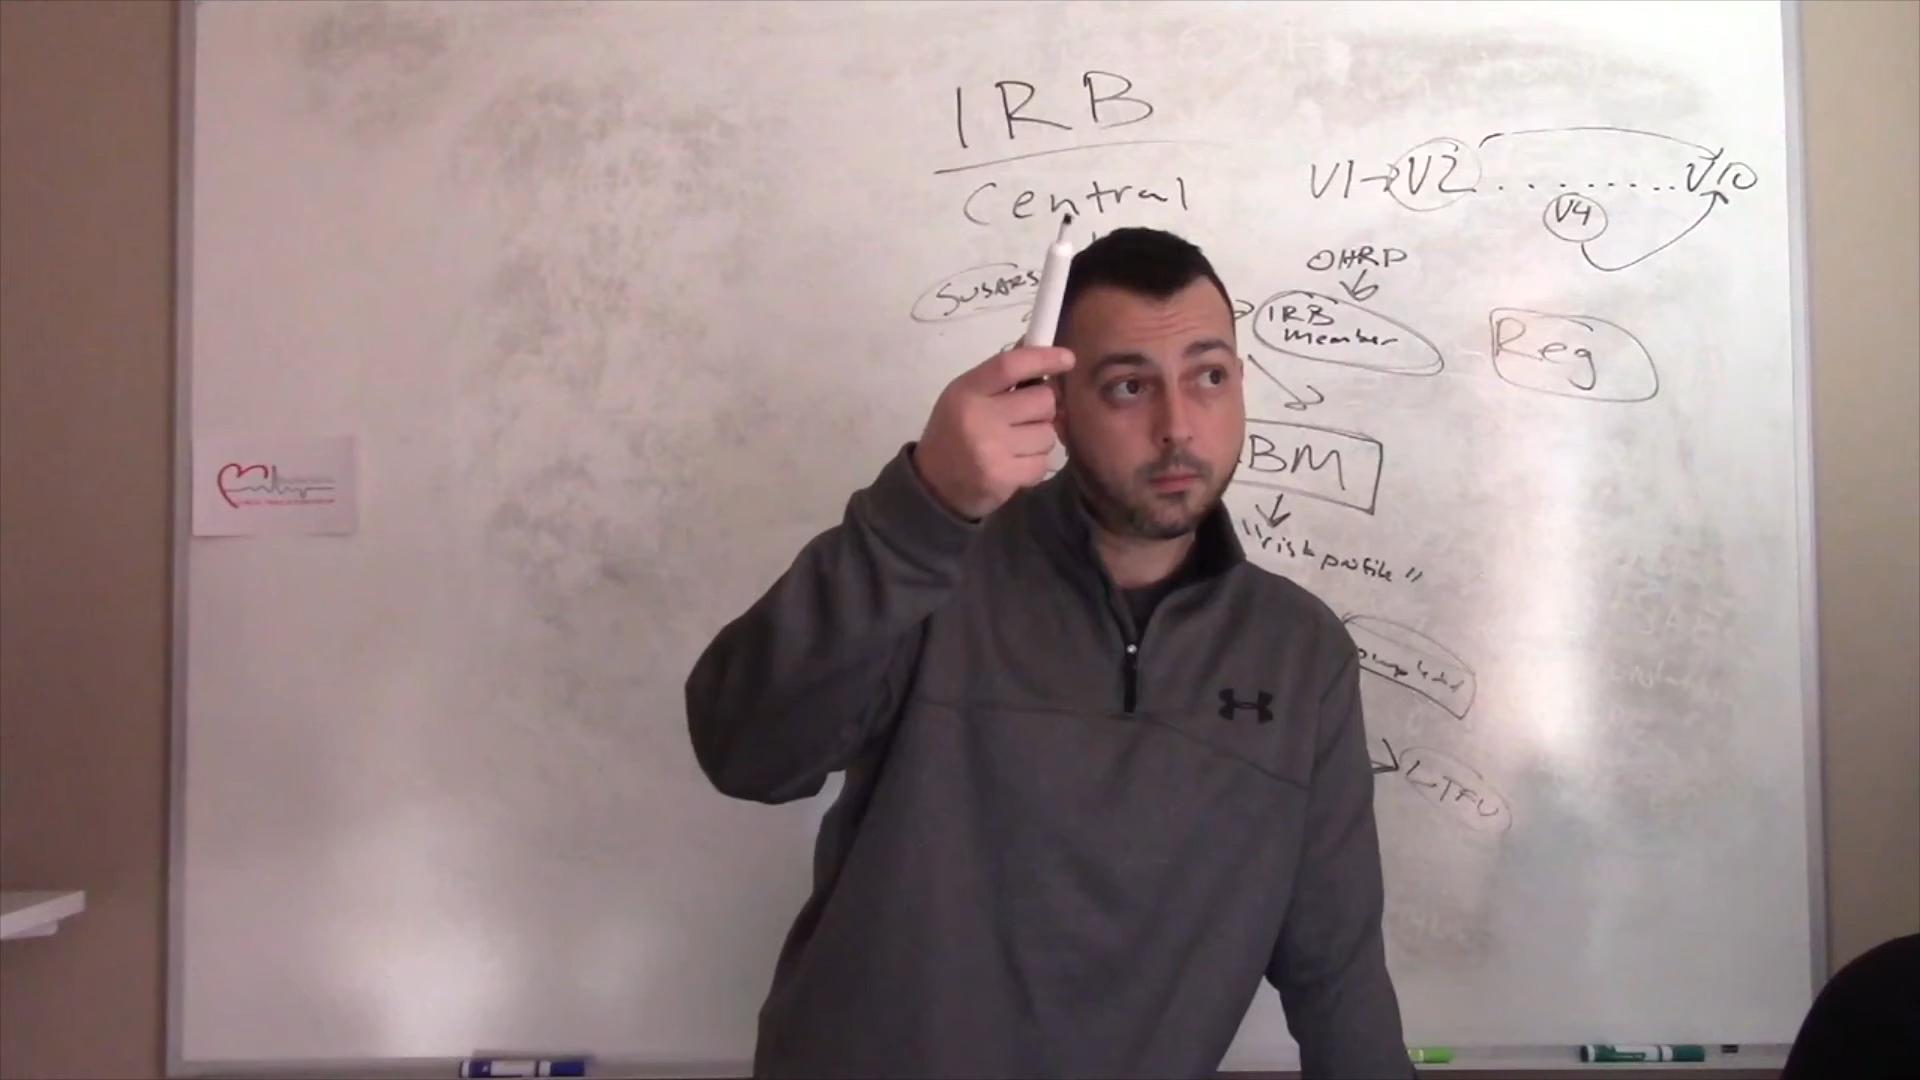 IRB
Central
V1→V2.........V10
V4
SUSARS
OHRP
IRB
member
Reg
BM
"risk profile"
LTFU